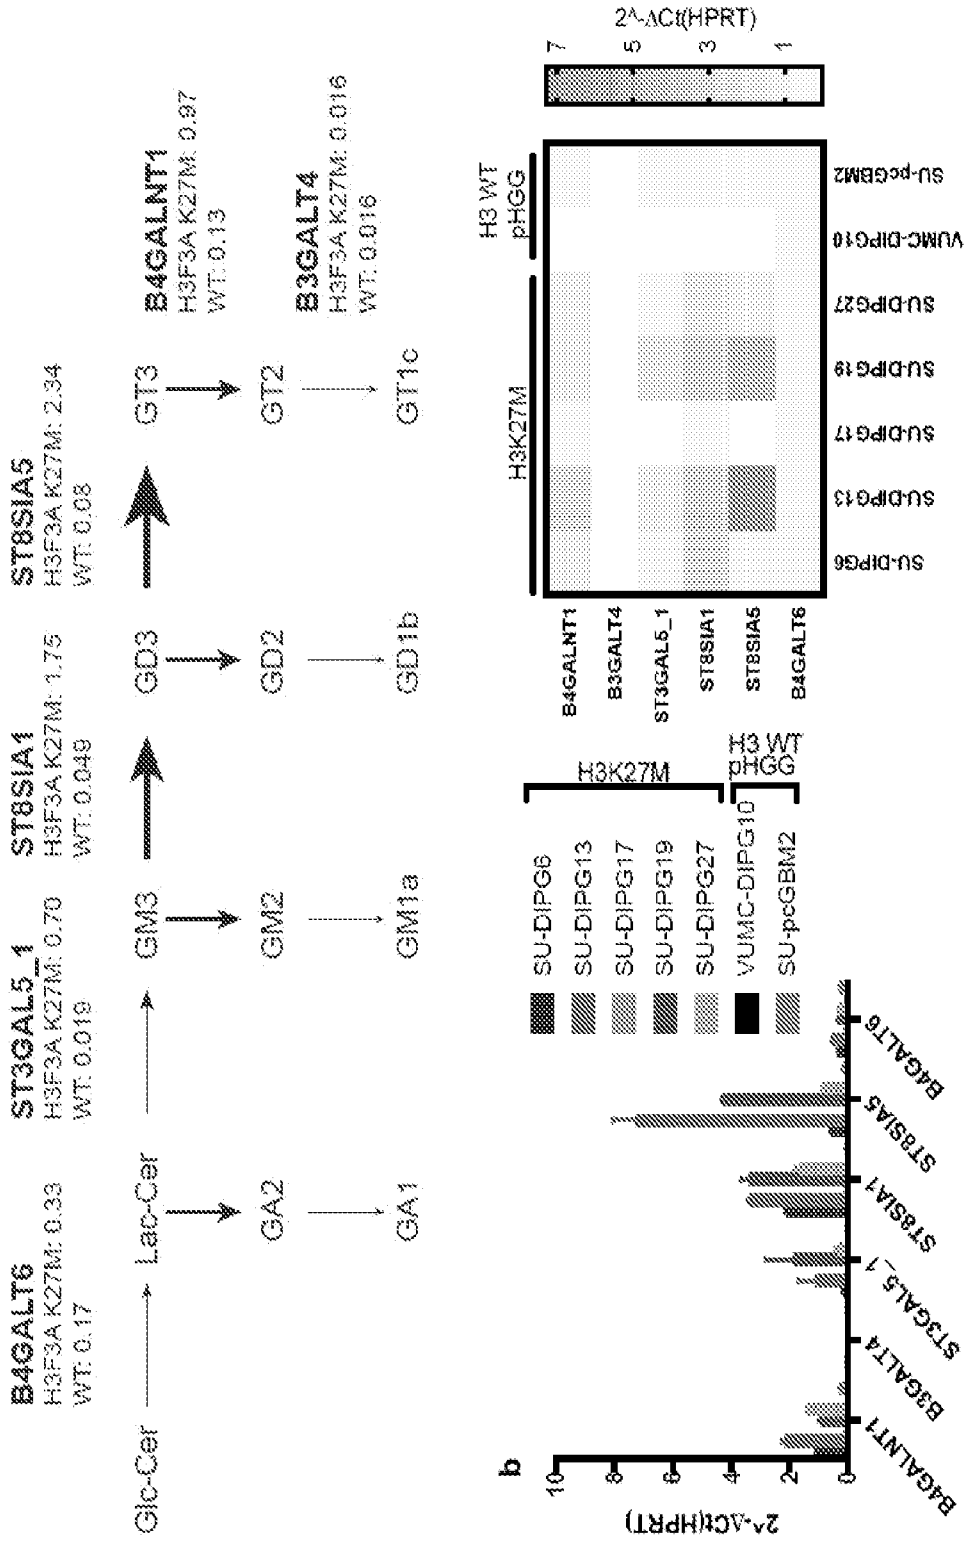 B4GALT6
H3F3A K27M: 0.33
WT: 0.17
ST3GAL5_1
H3F3A K27M: 0.70
WT: 0.019
ST8SIA1
H3F3A K27M: 1.75
WT: 0.049
ST8SIA5
H3F3A K27M: 2.34
WT: 0.08
Glc-Cer
Lac-Cer
GM3
GD3
GT3
B4GALNT1
H3F3A K27M: 0.97
WT: 0.13
GA2
GM2
GD2
GT2
B3GALT4
H3F3A K27M: 0.016
WT: 0.016
GA1
GM1a
GD1b
GT1c
b
2^-ΔCt(HPRT)
10
8
6
4
2
0
B4GALNT1
B3GALT4
ST3GAL5_1
ST8SIA1
ST8SIA5
B4GALT6
SU-DIPG6
SU-DIPG13
SU-DIPG17
SU-DIPG19
SU-DIPG27
VUMC-DIPG10
SU-pcGBM2
H3K27M
H3 WT
pHGG
H3K27M
H3 WT
pHGG
B4GALNT1
B3GALT4
ST3GAL5_1
ST8SIA1
ST8SIA5
B4GALT6
SU-DIPG6
SU-DIPG13
SU-DIPG17
SU-DIPG19
SU-DIPG27
VUMC-DIPG10
SU-pcGBM2
7
5
3
1
2^-ΔCt(HPRT)